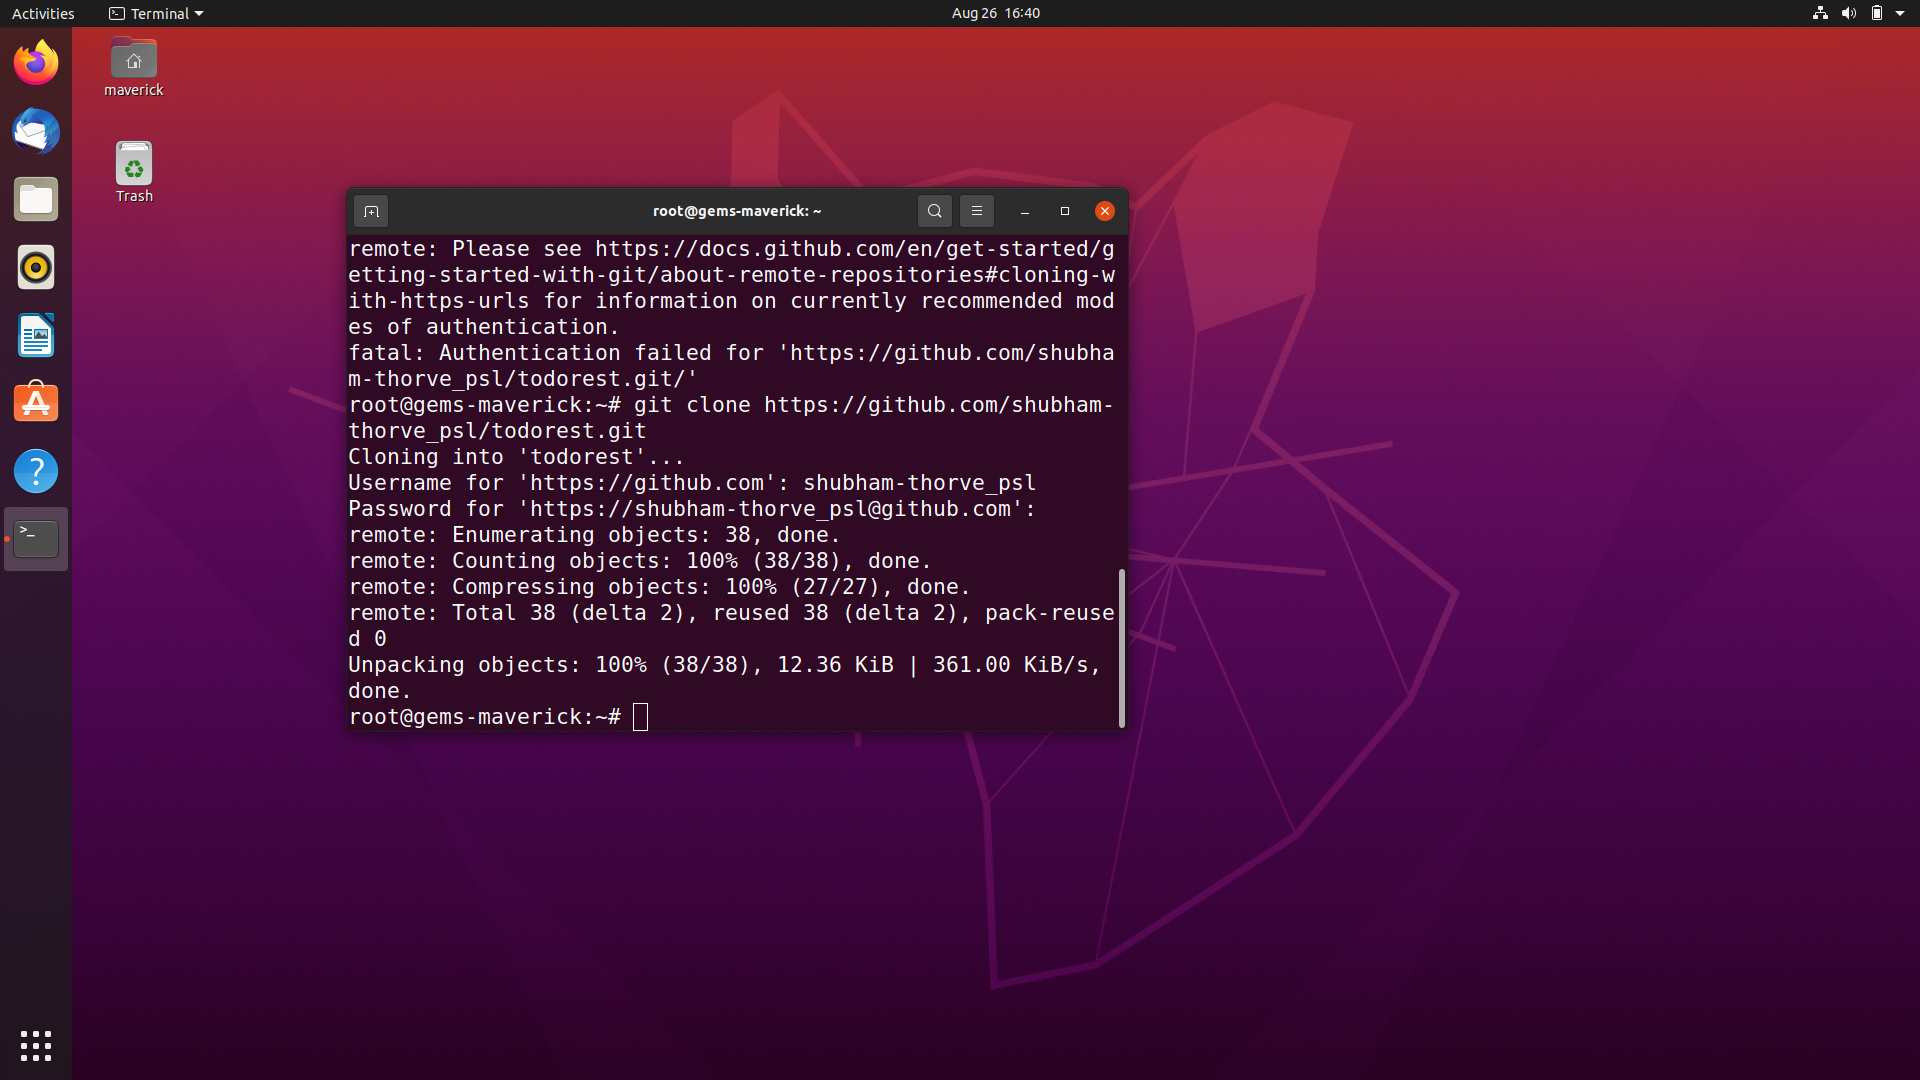 Activities
Terminal
Aug 26 16:40
maverick
Trash
root@gems-maverick: ~
remote: Please see https://docs.github.com/en/get-started/g
etting-started-with-git/about-remote-repositories#cloning-w
ith-https-urls for information on currently recommended mod
es of authentication.
fatal: Authentication failed for 'https://github.com/shubha
m-thorve_psl/todorest.git/'
root@gems-maverick:~# git clone https://github.com/shubham-
thorve_psl/todorest.git
Cloning into 'todorest'...
Username for 'https://github.com': shubham-thorve_psl
Password for 'https://shubham-thorve_psl@github.com':
remote: Enumerating objects: 38, done.
remote: Counting objects: 100% (38/38), done.
remote: Compressing objects: 100% (27/27), done.
remote: Total 38 (delta 2), reused 38 (delta 2), pack-reuse
d 0
Unpacking objects: 100% (38/38), 12.36 KiB | 361.00 KiB/s,
done.
root@gems-maverick:~#